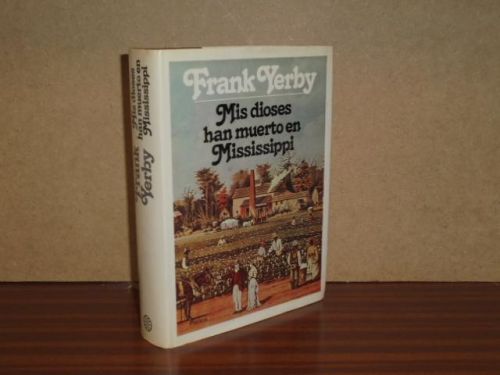 Frank Yerby
Mis dioses
han muerto en
Mississippi
Frank
Yerby
Mis dioses
han muerto en
Mississippi